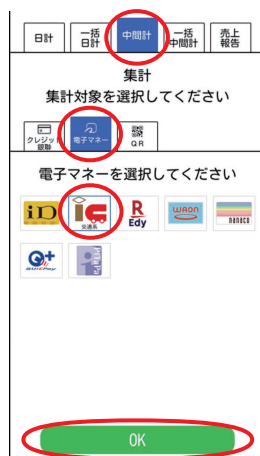 日計
一括
日計
中間計
一括
中間計
売上
報告
集計
集計対象を選択してください
クレジット
銀聯
電子マネー
QR
電子マネーを選択してください
iD
交通系
R
Edy
WAON
nanaco
QUICPay
PiTaPa
OK